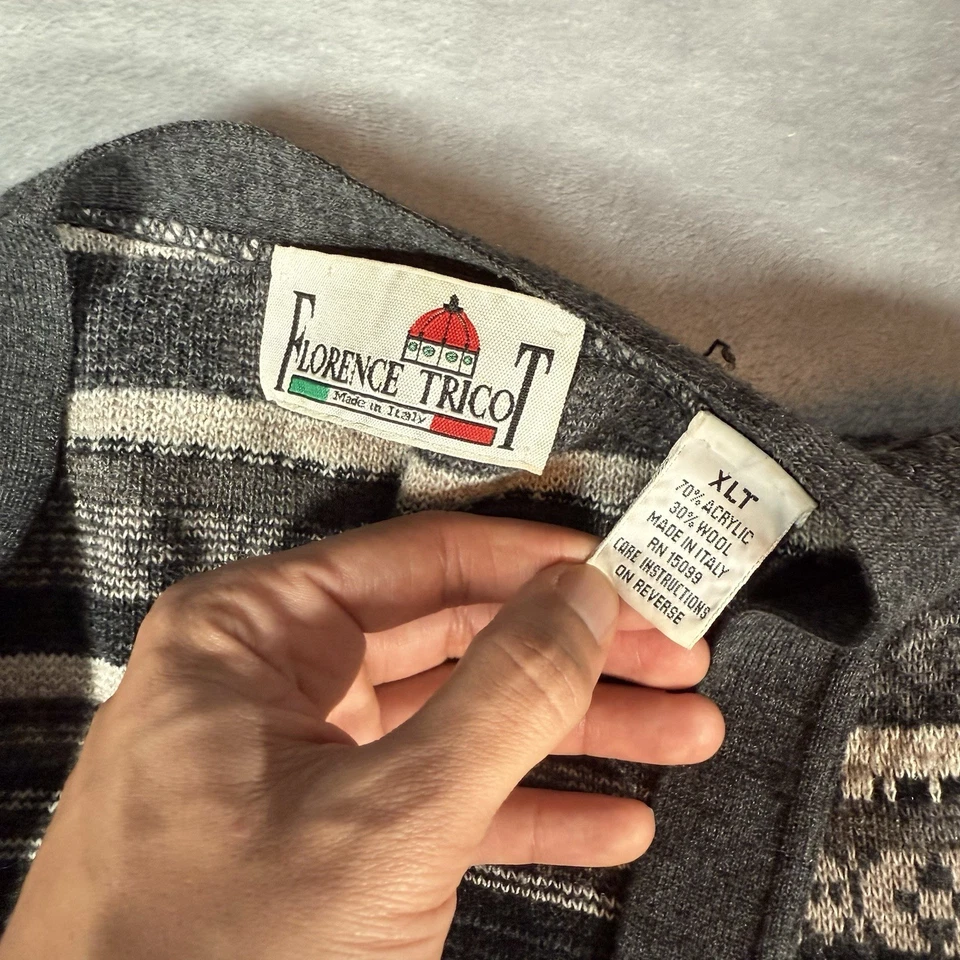 FLORENCE TRICOT
Made in Italy
XLT
70% ACRYLIC
30% WOOL
MADE IN ITALY
RN 15099
CARE INSTRUCTIONS
ON REVERSE